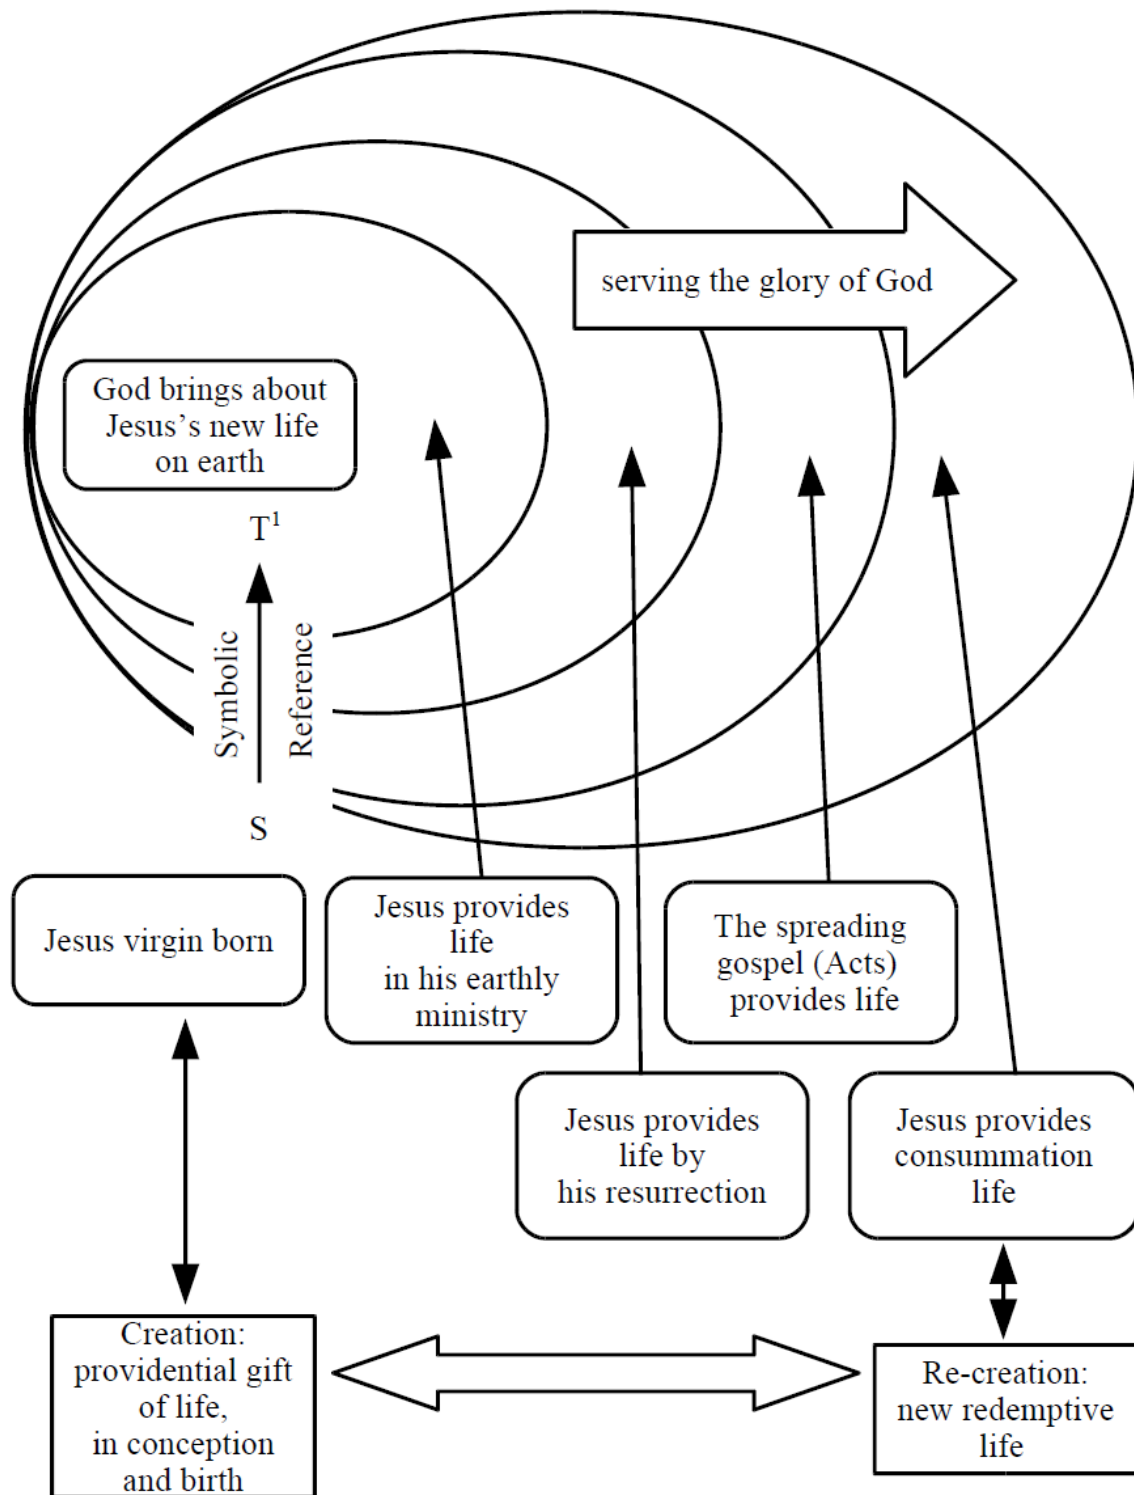 serving the glory of God
God brings about
Jesus’s new life
on earth
T¹
Symbolic
Reference
S
Jesus virgin born
Jesus provides
life
in his earthly
ministry
The spreading
gospel (Acts)
provides life
Jesus provides
life by
his resurrection
Jesus provides
consummation
life
Creation:
providential gift
of life,
in conception
and birth
Re-creation:
new redemptive
life